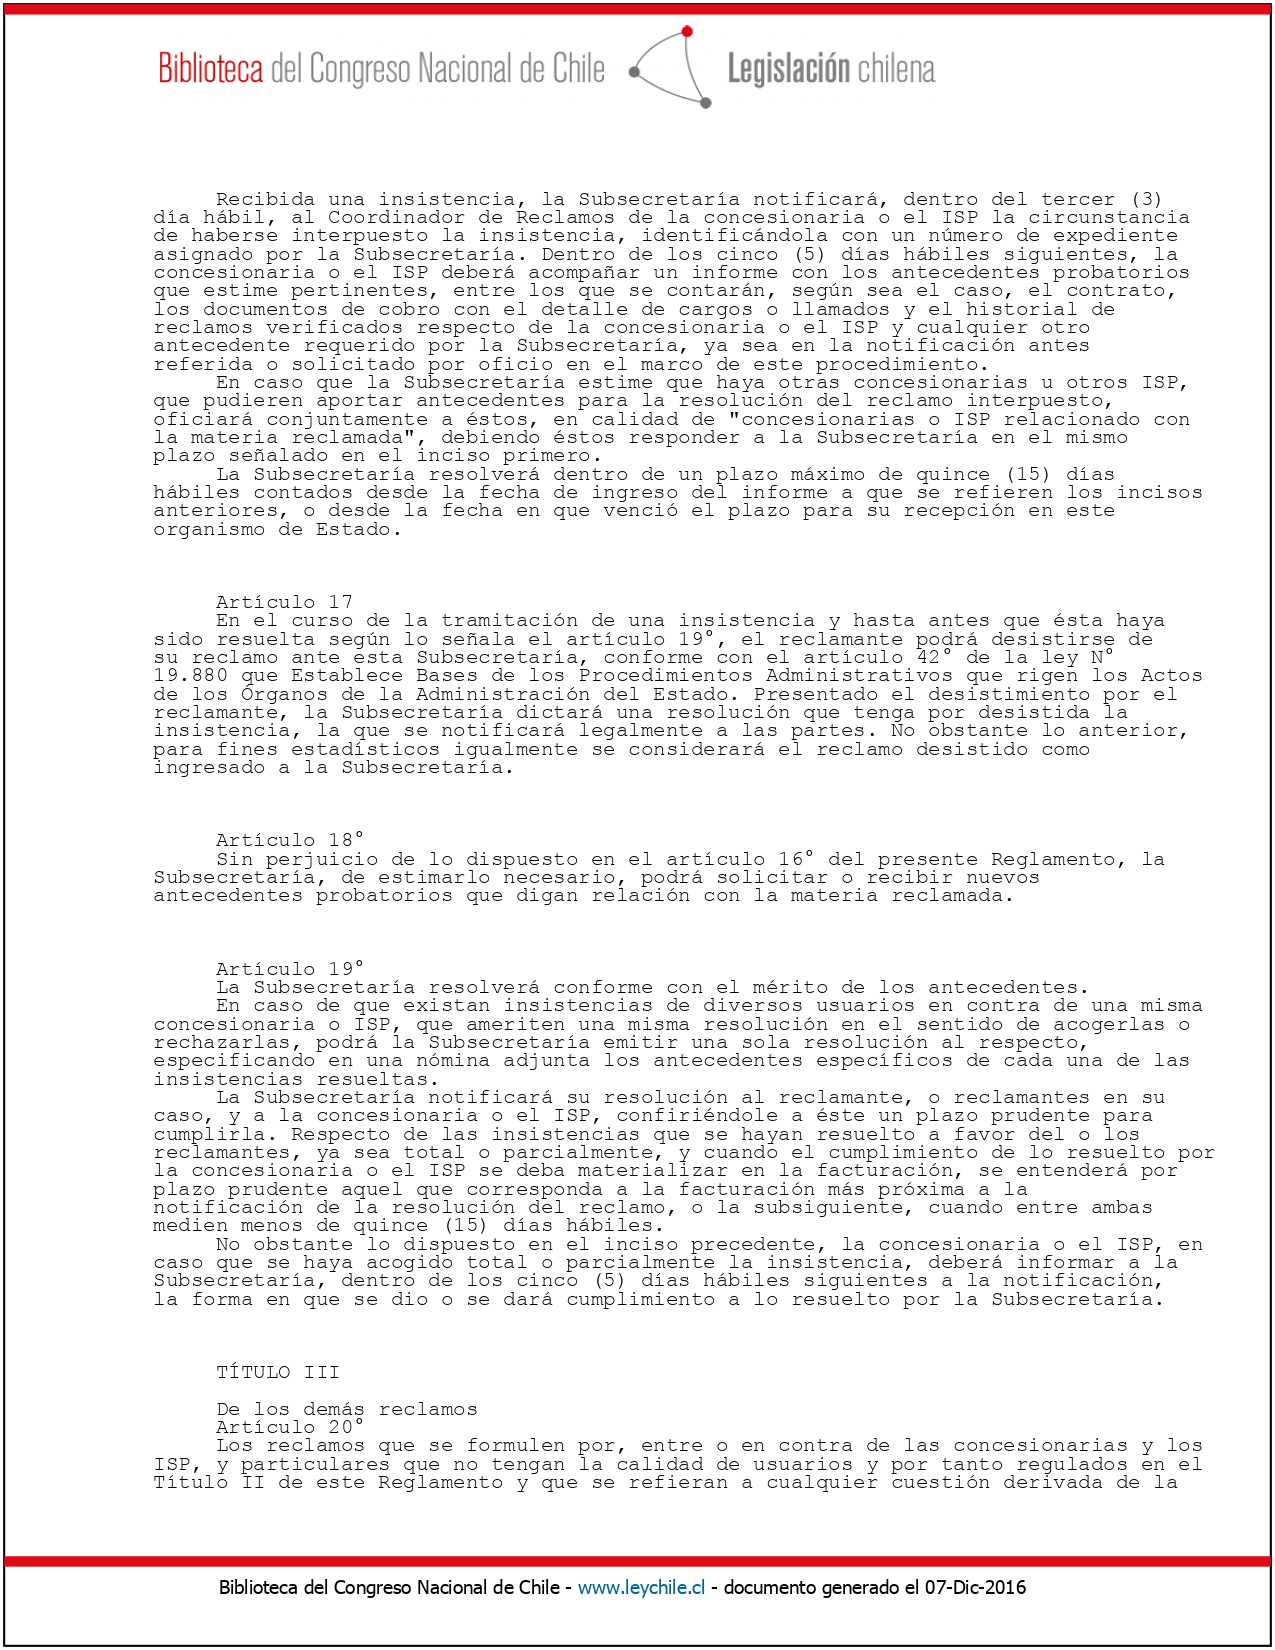 Biblioteca del Congreso Nacional de Chile Legislación chilena
Recibida una insistencia, la Subsecretaría notificará, dentro del tercer (3)
día hábil, al Coordinador de Reclamos de la concesionaria o el ISP la circunstancia
de haberse interpuesto la insistencia, identificándola con un número de expediente
asignado por la Subsecretaría. Dentro de los cinco (5) días hábiles siguientes, la
concesionaria o el ISP deberá acompañar un informe con los antecedentes probatorios
que estime pertinentes, entre los que se contarán, según sea el caso, el contrato,
los documentos de cobro con el detalle de cargos o llamados y el historial de
reclamos verificados respecto de la concesionaria o el ISP y cualquier otro
antecedente requerido por la Subsecretaría, ya sea en la notificación antes
referida o solicitado por oficio en el marco de este procedimiento.
En caso que la Subsecretaría estime que haya otras concesionarias u otros ISP,
que pudieren aportar antecedentes para la resolución del reclamo interpuesto,
oficiará conjuntamente a éstos, en calidad de "concesionarias o ISP relacionado con
la materia reclamada", debiendo éstos responder a la Subsecretaría en el mismo
plazo señalado en el inciso primero.
La Subsecretaría resolverá dentro de un plazo máximo de quince (15) días
hábiles contados desde la fecha de ingreso del informe a que se refieren los incisos
anteriores, o desde la fecha en que venció el plazo para su recepción en este
organismo de Estado.
Artículo 17
En el curso de la tramitación de una insistencia y hasta antes que ésta haya
sido resuelta según lo señala el artículo 19°, el reclamante podrá desistirse de
su reclamo ante esta Subsecretaría, conforme con el artículo 42° de la ley N°
19.880 que Establece Bases de los Procedimientos Administrativos que rigen los Actos
de los Órganos de la Administración del Estado. Presentado el desistimiento por el
reclamante, la Subsecretaría dictará una resolución que tenga por desistida la
insistencia, la que se notificará legalmente a las partes. No obstante lo anterior,
para fines estadísticos igualmente se considerará el reclamo desistido como
ingresado a la Subsecretaría.
Artículo 18°
Sin perjuicio de lo dispuesto en el artículo 16° del presente Reglamento, la
Subsecretaría, de estimarlo necesario, podrá solicitar o recibir nuevos
antecedentes probatorios que digan relación con la materia reclamada.
Artículo 19°
La Subsecretaría resolverá conforme con el mérito de los antecedentes.
En caso de que existan insistencias de diversos usuarios en contra de una misma
concesionaria o ISP, que ameriten una misma resolución en el sentido de acogerlas o
rechazarlas, podrá la Subsecretaría emitir una sola resolución al respecto,
especificando en una nómina adjunta los antecedentes específicos de cada una de las
insistencias resueltas.
La Subsecretaría notificará su resolución al reclamante, o reclamantes en su
caso, y a la concesionaria o el ISP, confiriéndole a éste un plazo prudente para
cumplirla. Respecto de las insistencias que se hayan resuelto a favor del o los
reclamantes, ya sea total o parcialmente, y cuando el cumplimiento de lo resuelto por
la concesionaria o el ISP se deba materializar en la facturación, se entenderá por
plazo prudente aquel que corresponda a la facturación más próxima a la
notificación de la resolución del reclamo, o la subsiguiente, cuando entre ambas
medien menos de quince (15) días hábiles.
No obstante lo dispuesto en el inciso precedente, la concesionaria o el ISP, en
caso que se haya acogido total o parcialmente la insistencia, deberá informar a la
Subsecretaría, dentro de los cinco (5) días hábiles siguientes a la notificación,
la forma en que se dio o se dará cumplimiento a lo resuelto por la Subsecretaría.
TÍTULO III
De los demás reclamos
Artículo 20°
Los reclamos que se formulen por, entre o en contra de las concesionarias y los
ISP, y particulares que no tengan la calidad de usuarios y por tanto regulados en el
Título II de este Reglamento y que se refieran a cualquier cuestión derivada de la
Biblioteca del Congreso Nacional de Chile - www.leychile.cl - documento generado el 07-Dic-2016